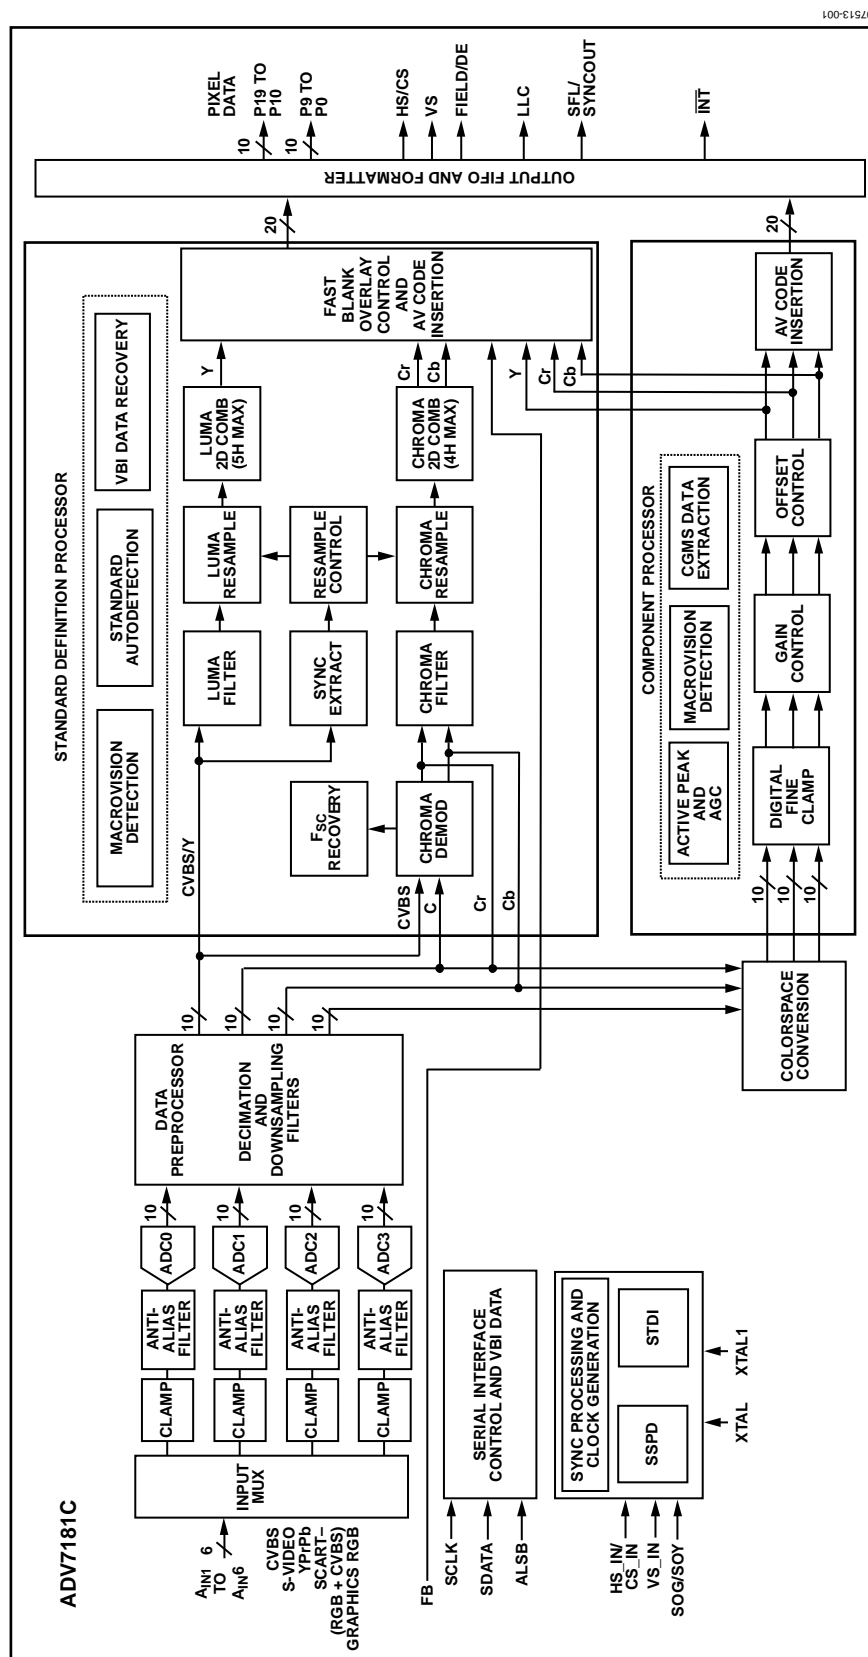 ADV7181C
A_IN1
TO
A_IN6
6
CVBS
S-VIDEO
YPrPb
SCART–
(RGB + CVBS)
GRAPHICS RGB
INPUT
MUX
CLAMP
ANTI-
ALIAS
FILTER
ADC0
10
CLAMP
ANTI-
ALIAS
FILTER
ADC1
10
CLAMP
ANTI-
ALIAS
FILTER
ADC2
10
CLAMP
ANTI-
ALIAS
FILTER
ADC3
10
DATA
PREPROCESSOR
DECIMATION
AND
DOWNSAMPLING
FILTERS
10
10
10
10
FB
SCLK
SDATA
ALSB
SERIAL INTERFACE
CONTROL AND VBI DATA
HS_IN/
CS_IN
VS_IN
SOG/SOY
SYNC PROCESSING AND
CLOCK GENERATION
SSPD
STDI
XTAL
XTAL1
STANDARD DEFINITION PROCESSOR
MACROVISION
DETECTION
STANDARD
AUTODETECTION
VBI DATA RECOVERY
CVBS/Y
LUMA
FILTER
LUMA
RESAMPLE
LUMA
2D COMB
(5H MAX)
Y
SYNC
EXTRACT
RESAMPLE
CONTROL
F_SC
RECOVERY
CVBS
C
CHROMA
DEMOD
CHROMA
FILTER
CHROMA
RESAMPLE
CHROMA
2D COMB
(4H MAX)
Cr
Cb
Cr
Cb
FAST
BLANK
OVERLAY
CONTROL
AND
AV CODE
INSERTION
Y
Cr
Cb
20
COLORSPACE
CONVERSION
10
10
10
COMPONENT PROCESSOR
ACTIVE PEAK
AND
AGC
MACROVISION
DETECTION
CGMS DATA
EXTRACTION
DIGITAL
FINE
CLAMP
GAIN
CONTROL
OFFSET
CONTROL
AV CODE
INSERTION
20
OUTPUT FIFO AND FORMATTER
PIXEL
DATA
10
P19 TO
P10
10
P9 TO
P0
HS/CS
VS
FIELD/DE
LLC
SFL/
SYNCOUT
INT
07513-001